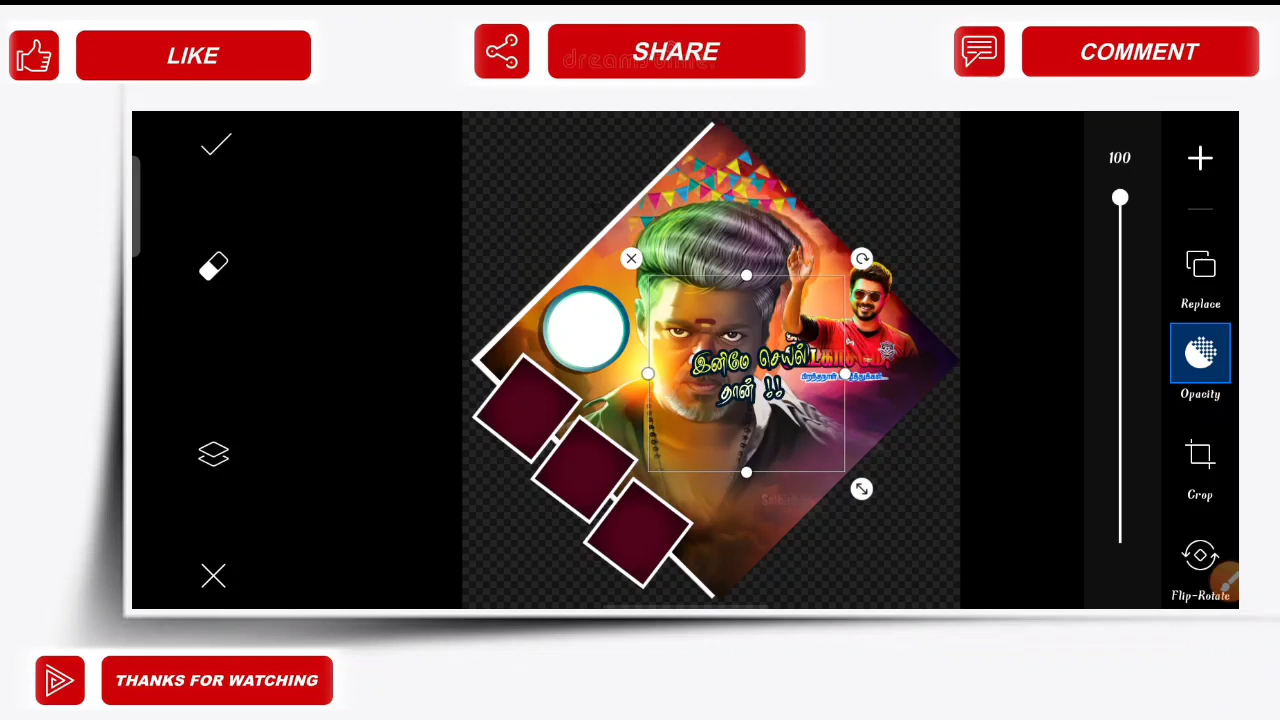 LIKE
SHARE
COMMENT
100
Replace
Opacity
Crop
Flip-Rotate
இனிமே செயல்
தான் !!
THANKS FOR WATCHING